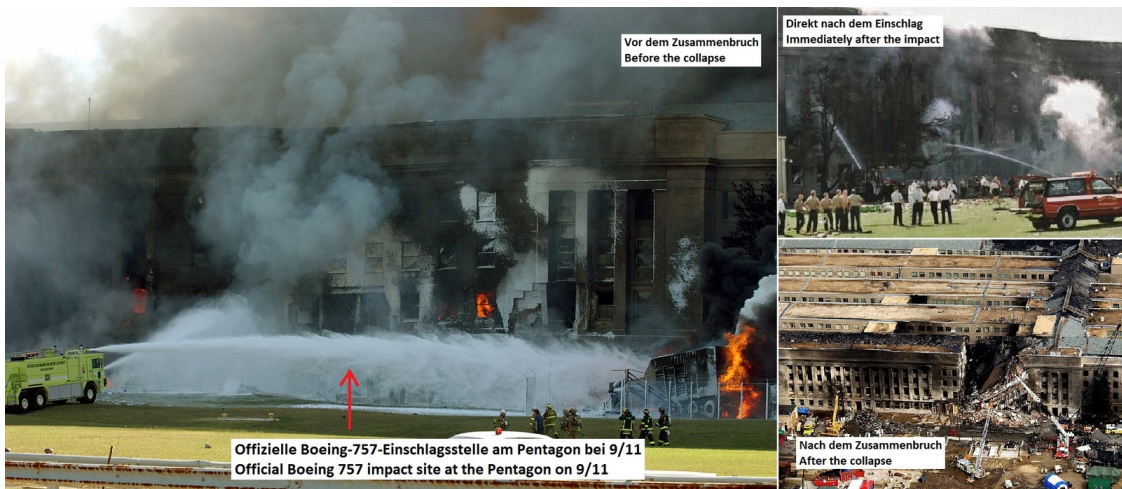 Vor dem Zusammenbruch
Before the collapse
Offizielle Boeing-757-Einschlagsstelle am Pentagon bei 9/11
Official Boeing 757 impact site at the Pentagon on 9/11
Direkt nach dem Einschlag
Immediately after the impact
Nach dem Zusammenbruch
After the collapse